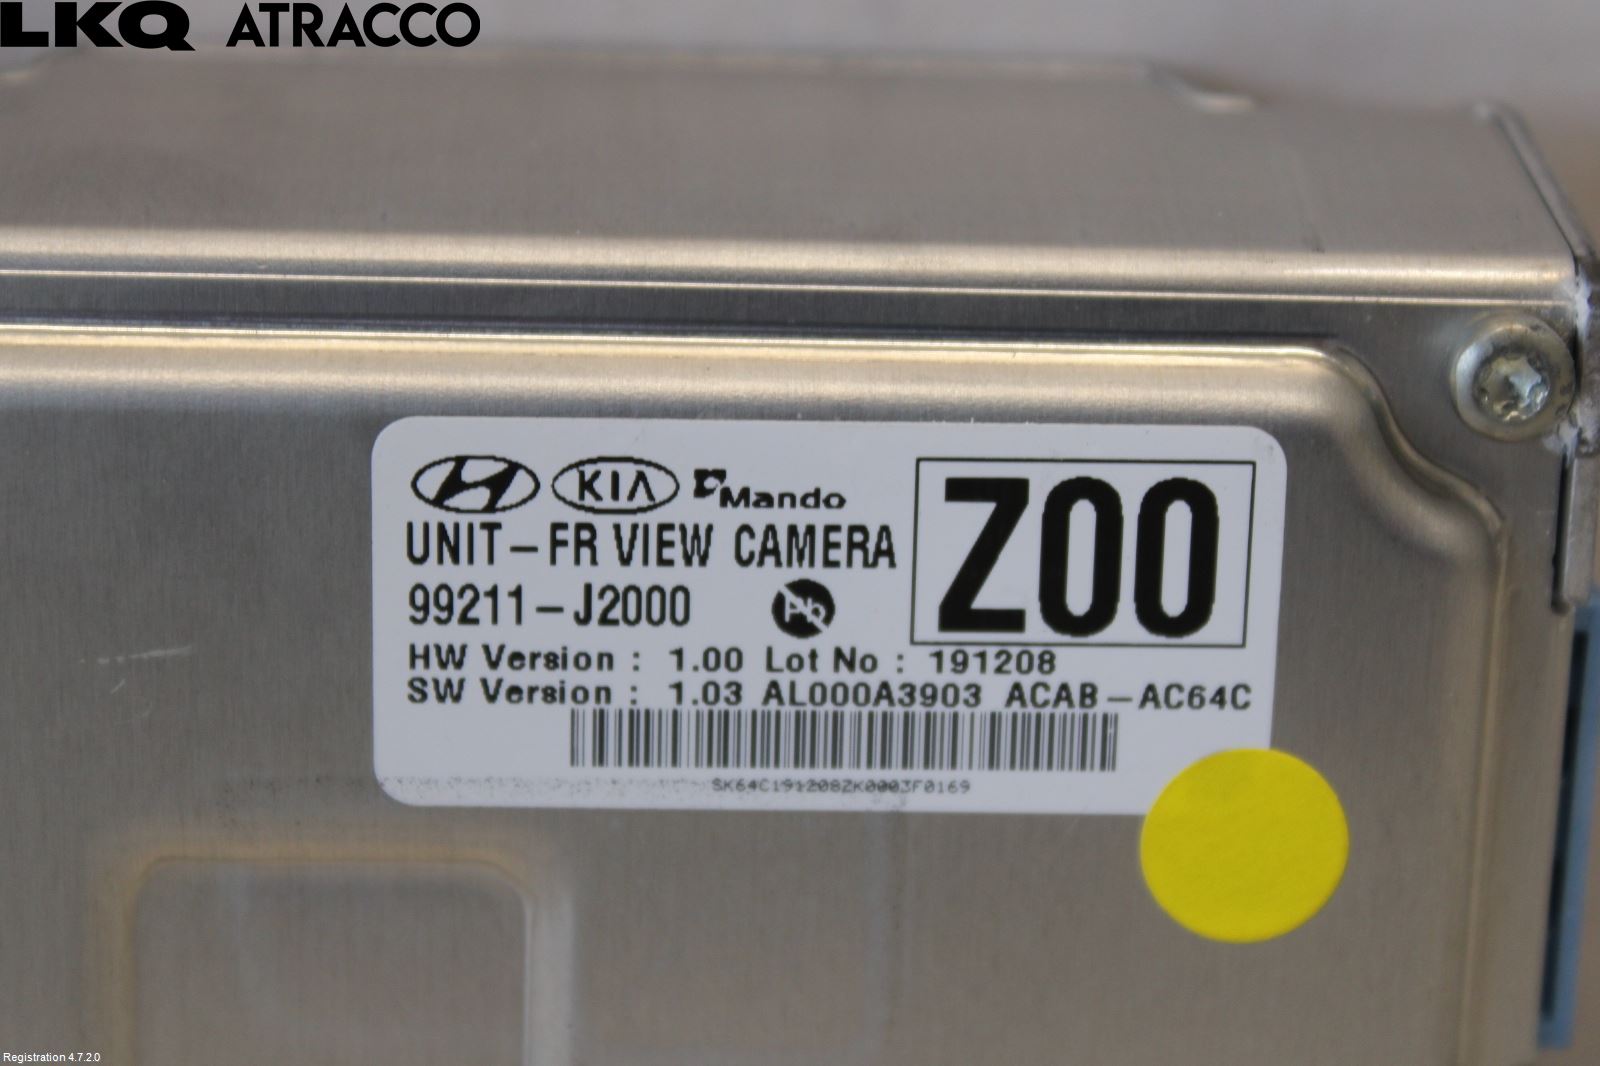 LKQ ATRACCO
KIA Mando
UNIT-FR VIEW CAMERA
Z00
99211-J2000 Pb
HW Version : 1.00 Lot No : 191208
SW Version : 1.03 AL000A3903 ACAB-AC64C
SK64C191208ZK0003F0169
Registration 4.7.2.0